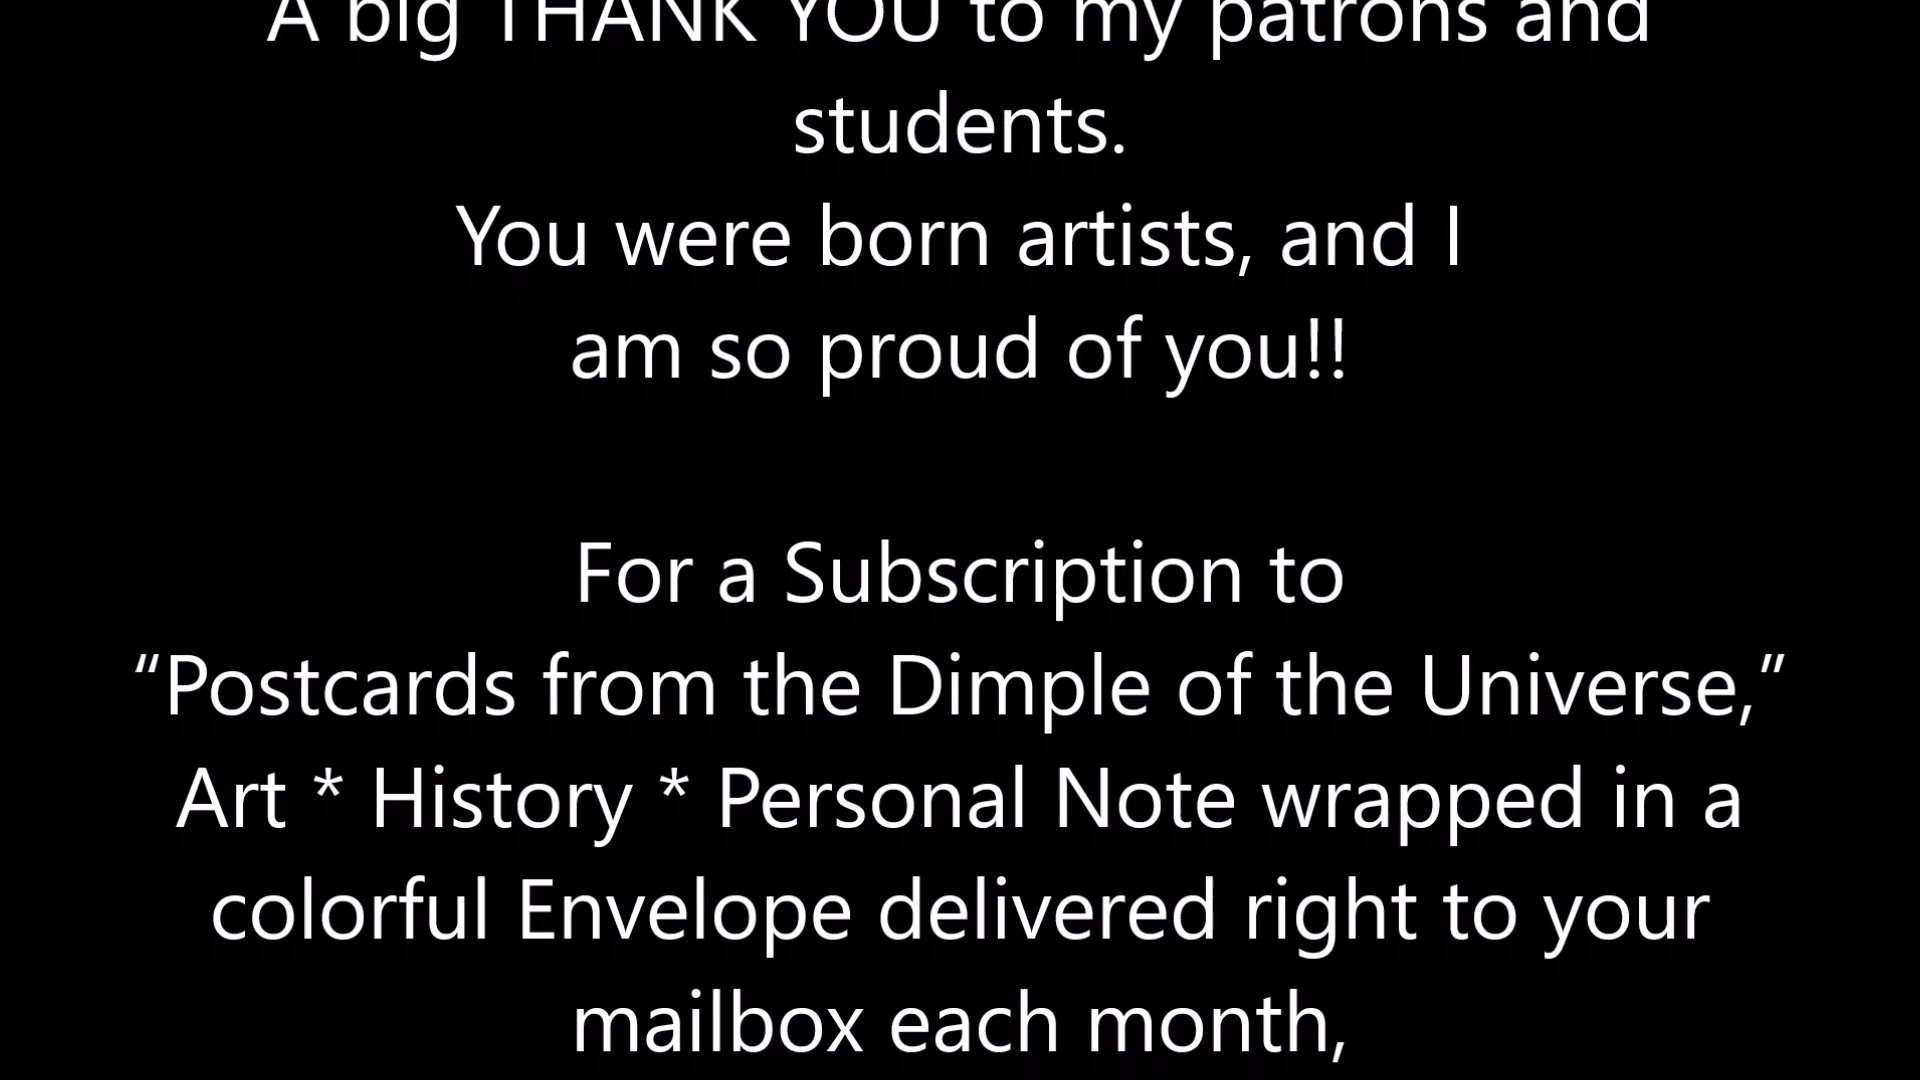 A big THANK YOU to my patrons and
students.
You were born artists, and I
am so proud of you!!
For a Subscription to
“Postcards from the Dimple of the Universe,”
Art * History * Personal Note wrapped in a
colorful Envelope delivered right to your
mailbox each month,